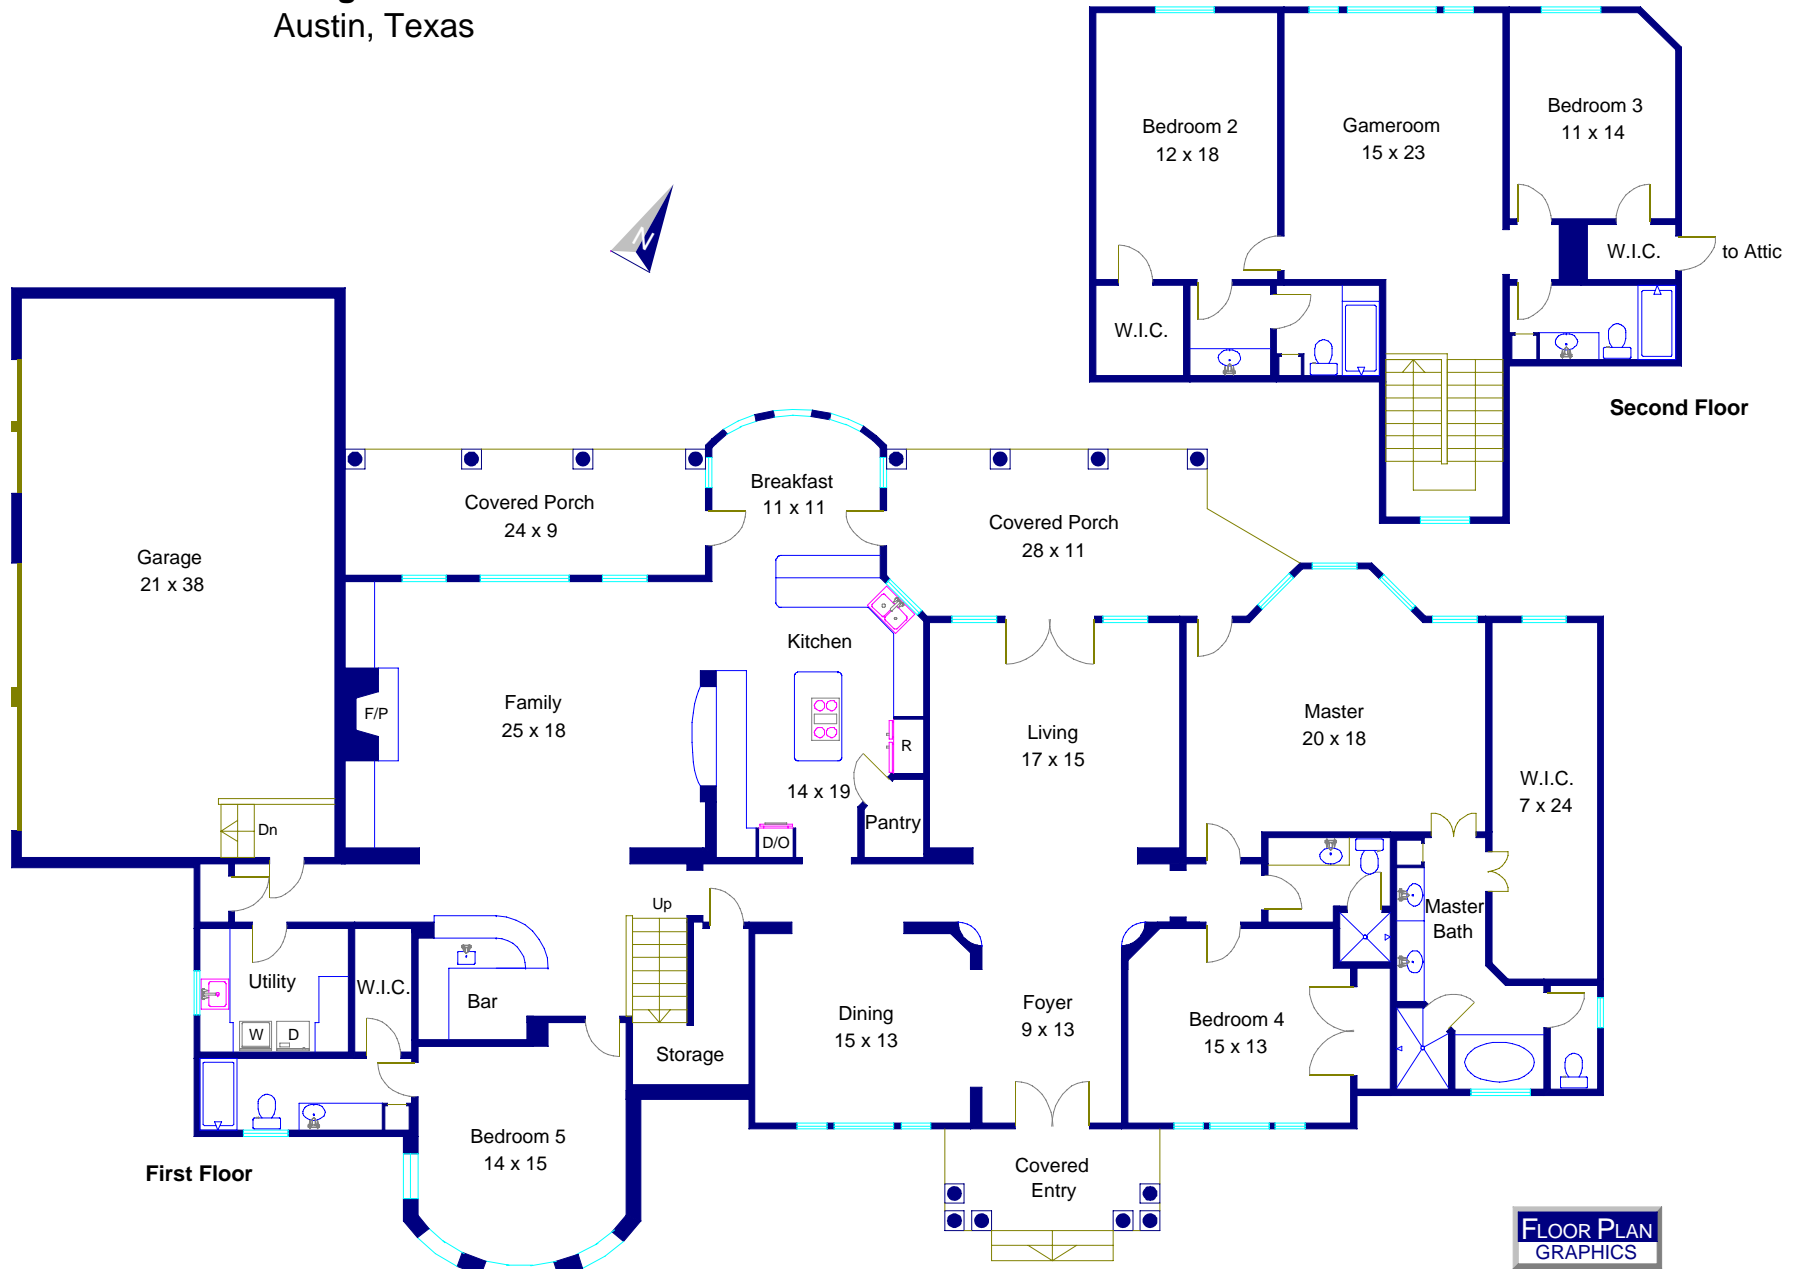 Austin, Texas
Bedroom 2
12 x 18
Gameroom
15 x 23
Bedroom 3
11 x 14
W.I.C.
to Attic
W.I.C.
Second Floor
N
Garage
21 x 38
Dn
Covered Porch
24 x 9
Breakfast
11 x 11
Covered Porch
28 x 11
Kitchen
14 x 19
F/P
Family
25 x 18
R
Pantry
D/O
Living
17 x 15
Master
20 x 18
W.I.C.
7 x 24
Up
Master
Bath
Utility
W
D
W.I.C.
Bar
Storage
Dining
15 x 13
Foyer
9 x 13
Bedroom 4
15 x 13
Bedroom 5
14 x 15
First Floor
Covered
Entry
FLOOR PLAN
GRAPHICS